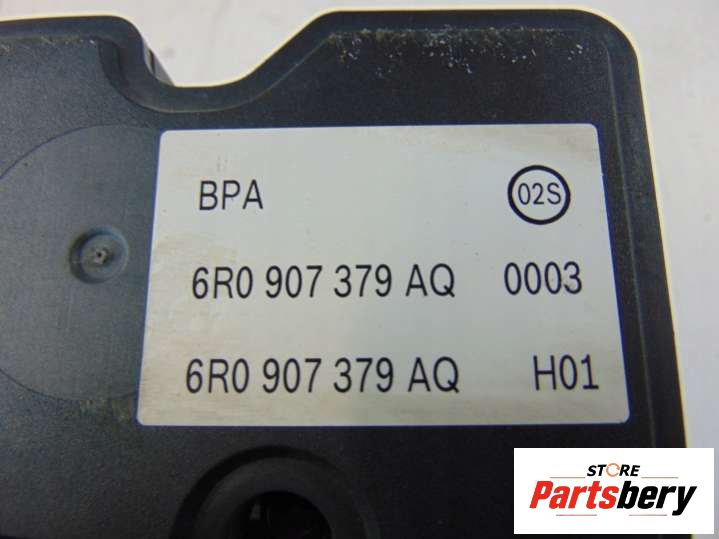 BPA 02S
6R0 907 379 AQ 0003
6R0 907 379 AQ H01
STORE
Partsbery